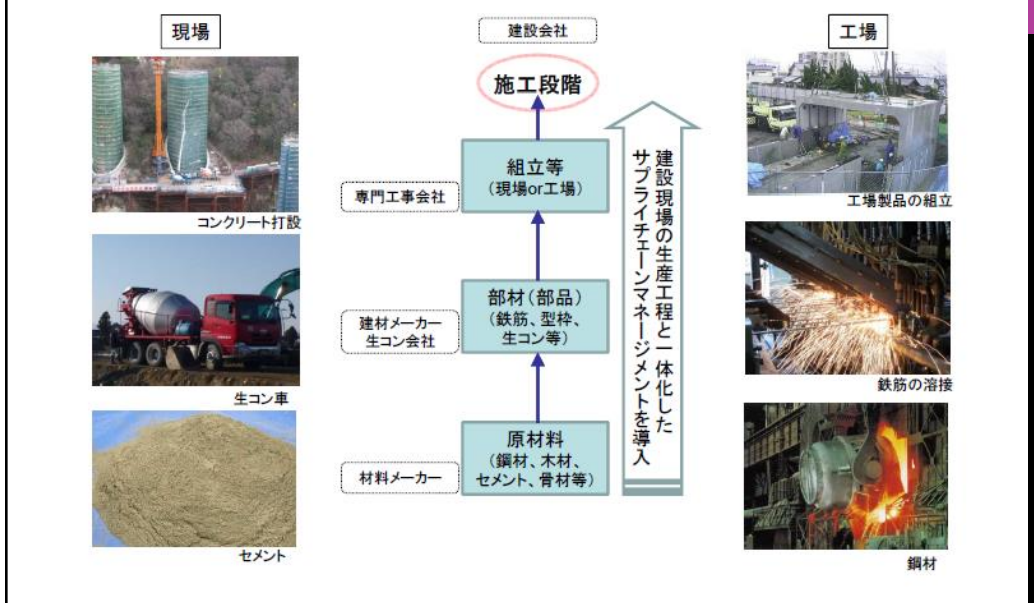 現場
コンクリート打設
生コン車
セメント
建設会社
施工段階
組立等
(現場or工場)
専門工事会社
部材(部品)
(鉄筋、型枠、
生コン等)
建材メーカー
生コン会社
原材料
(鋼材、木材、
セメント、骨材等)
材料メーカー
建設現場の生産工程と一体化した
サプライチェーンマネージメントを導入
工場
工場製品の組立
鉄筋の溶接
鋼材